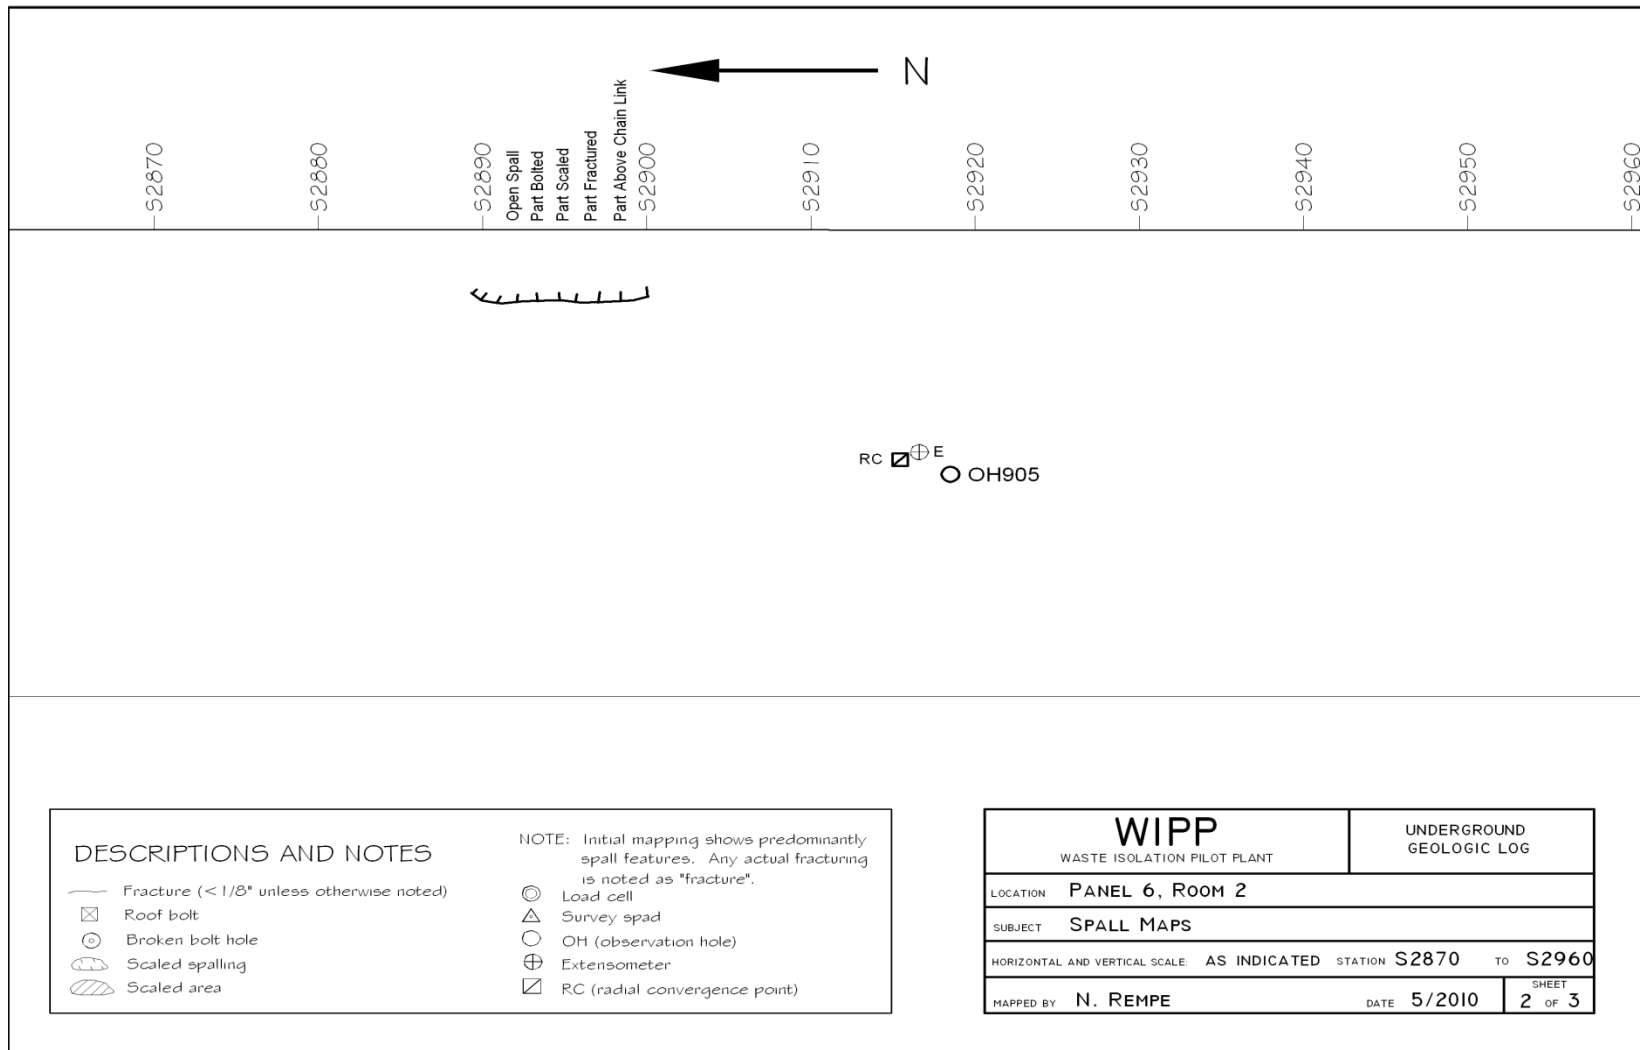 N
S2870
S2880
S2890
Open Spall
Part Bolted
Part Scaled
Part Fractured
Part Above Chain Link
S2900
S2910
S2920
S2930
S2940
S2950
S2960
RC
E
OH905
DESCRIPTIONS AND NOTES
Fracture (<1/8" unless otherwise noted)
Roof bolt
Broken bolt hole
Scaled spalling
Scaled area
NOTE: Initial mapping shows predominantly
spall features. Any actual fracturing
is noted as "fracture".
Load cell
Survey spad
OH (observation hole)
Extensometer
RC (radial convergence point)
WIPP
WASTE ISOLATION PILOT PLANT
UNDERGROUND
GEOLOGIC LOG
LOCATION PANEL 6, ROOM 2
SUBJECT SPALL MAPS
HORIZONTAL AND VERTICAL SCALE: AS INDICATED STATION S2870 TO S2960
MAPPED BY N. REMPE DATE 5/2010
SHEET
2 OF 3